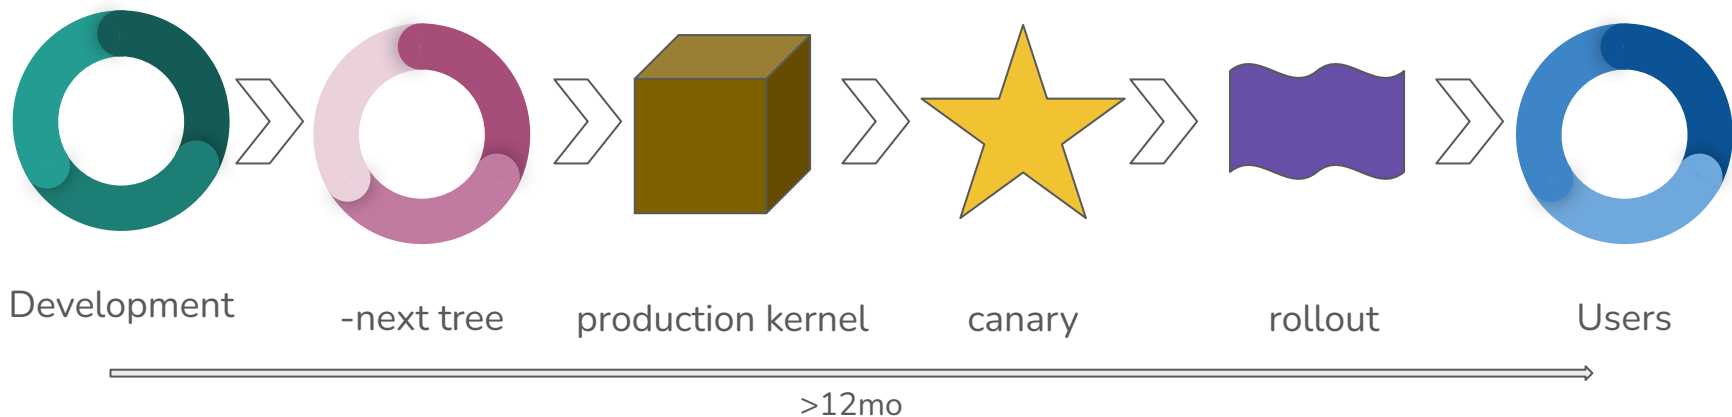 Development
-next tree
production kernel
canary
rollout
Users
>12mo